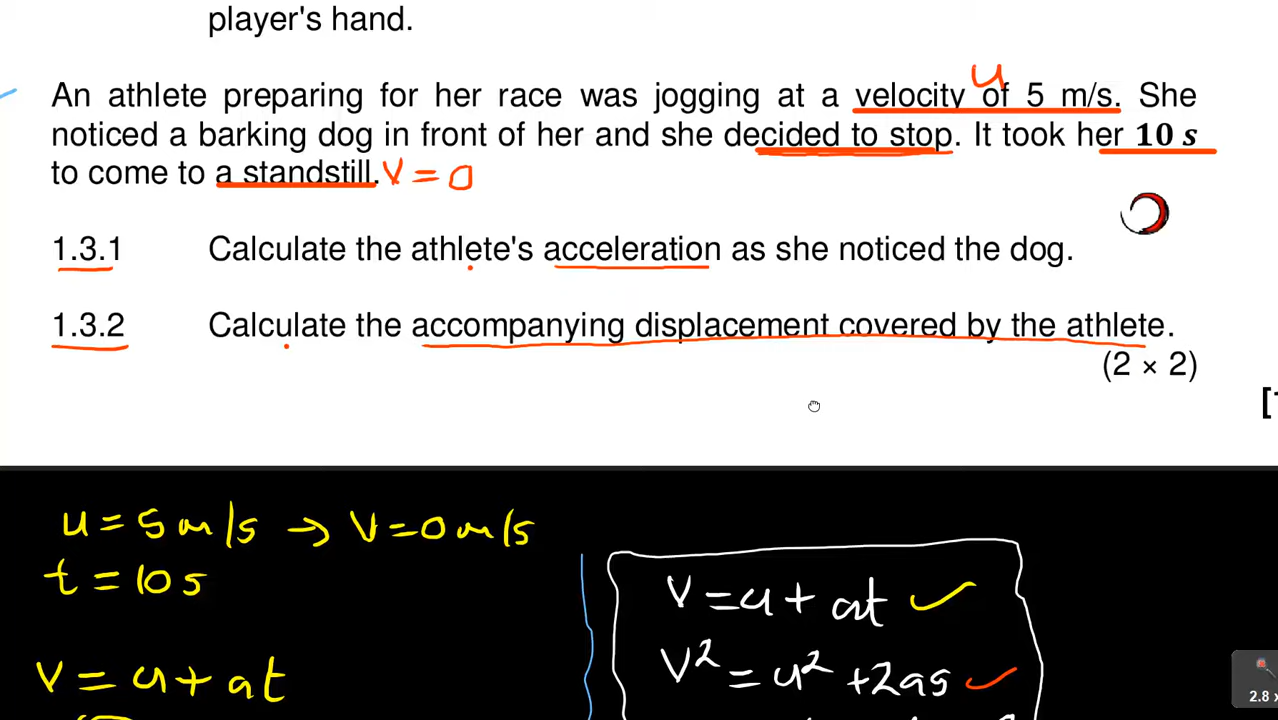 player's hand.
u
An athlete preparing for her race was jogging at a velocity of 5 m/s. She
noticed a barking dog in front of her and she decided to stop. It took her 10 s
to come to a standstill. V = 0
1.3.1 Calculate the athlete's acceleration as she noticed the dog.
1.3.2 Calculate the accompanying displacement covered by the athlete.
(2 × 2)
[
u = 5 m/s → V = 0 m/s
t = 10 s
V = u + at
V = u + at ✓
V² = u² + 2as ✓
2.8 x